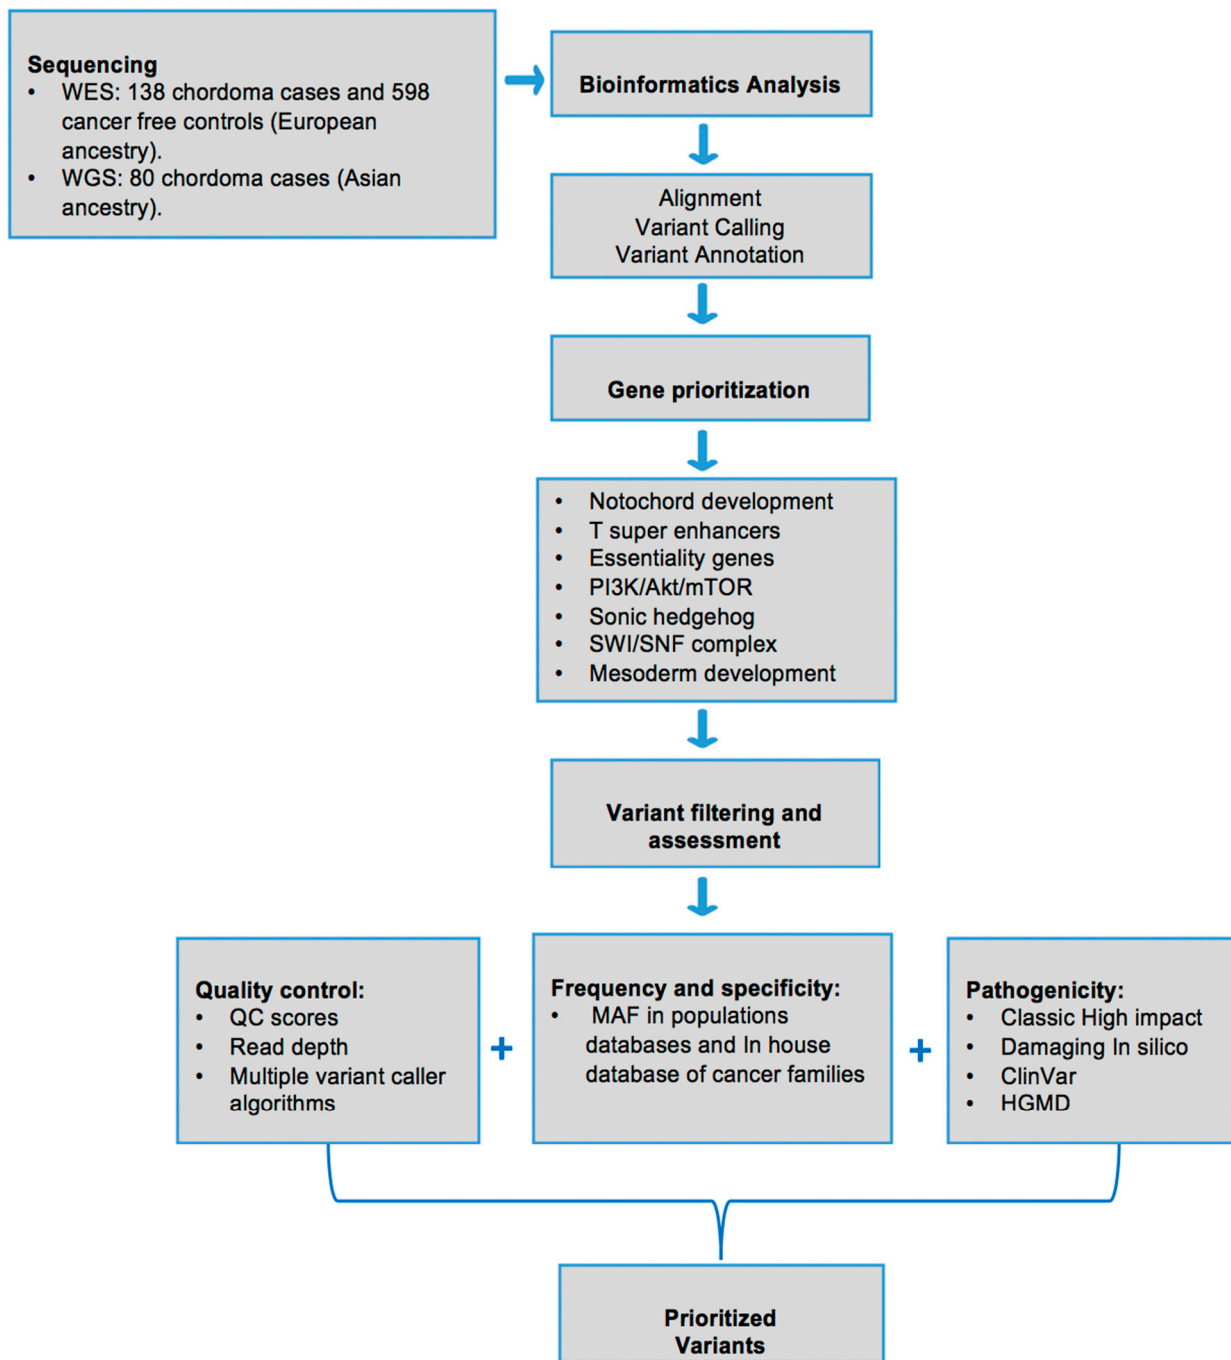 Sequencing
• WES: 138 chordoma cases and 598
cancer free controls (European
ancestry).
• WGS: 80 chordoma cases (Asian
ancestry).
Bioinformatics Analysis
Alignment
Variant Calling
Variant Annotation
Gene prioritization
• Notochord development
• T super enhancers
• Essentiality genes
• PI3K/Akt/mTOR
• Sonic hedgehog
• SWI/SNF complex
• Mesoderm development
Variant filtering and
assessment
Quality control:
• QC scores
• Read depth
• Multiple variant caller
algorithms
+
Frequency and specificity:
• MAF in populations
databases and In house
database of cancer families
+
Pathogenicity:
• Classic High impact
• Damaging In silico
• ClinVar
• HGMD
Prioritized
Variants